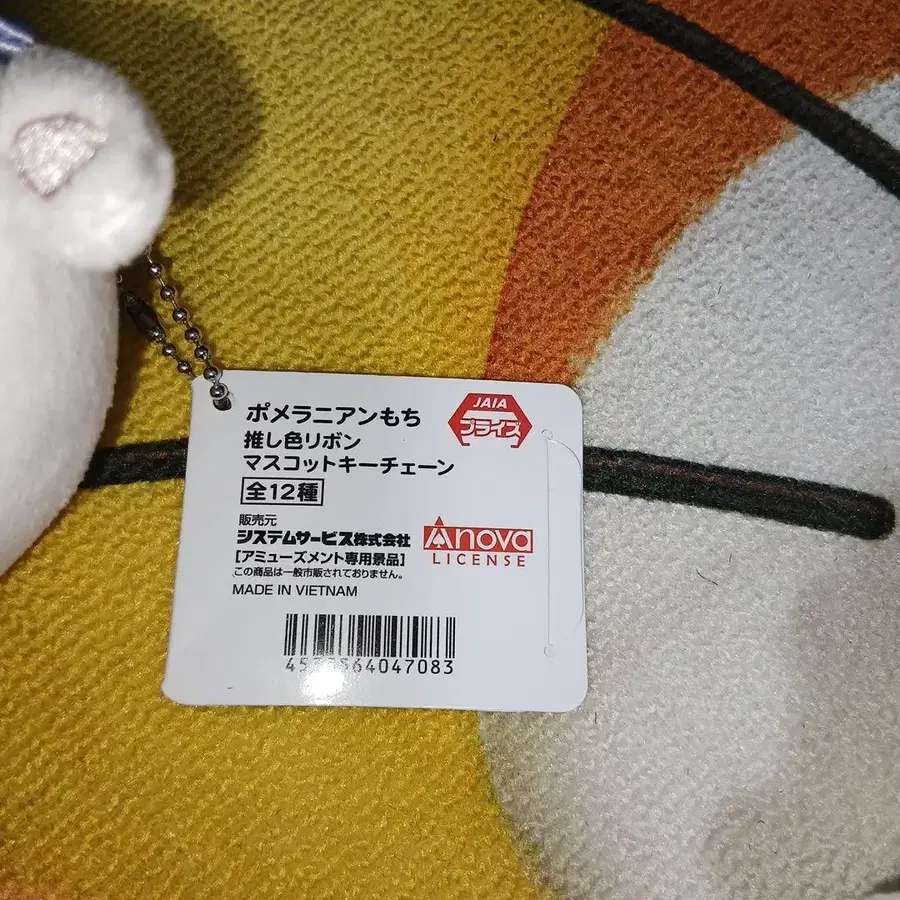 ポメラニアンもち
推し色リボン
マスコットキーチェーン
全12種
JAIA
プライズ
販売元
システムサービス株式会社
[アミューズメント専用景品]
この商品は一般市販されておりません。
nova
LICENSE
MADE IN VIETNAM